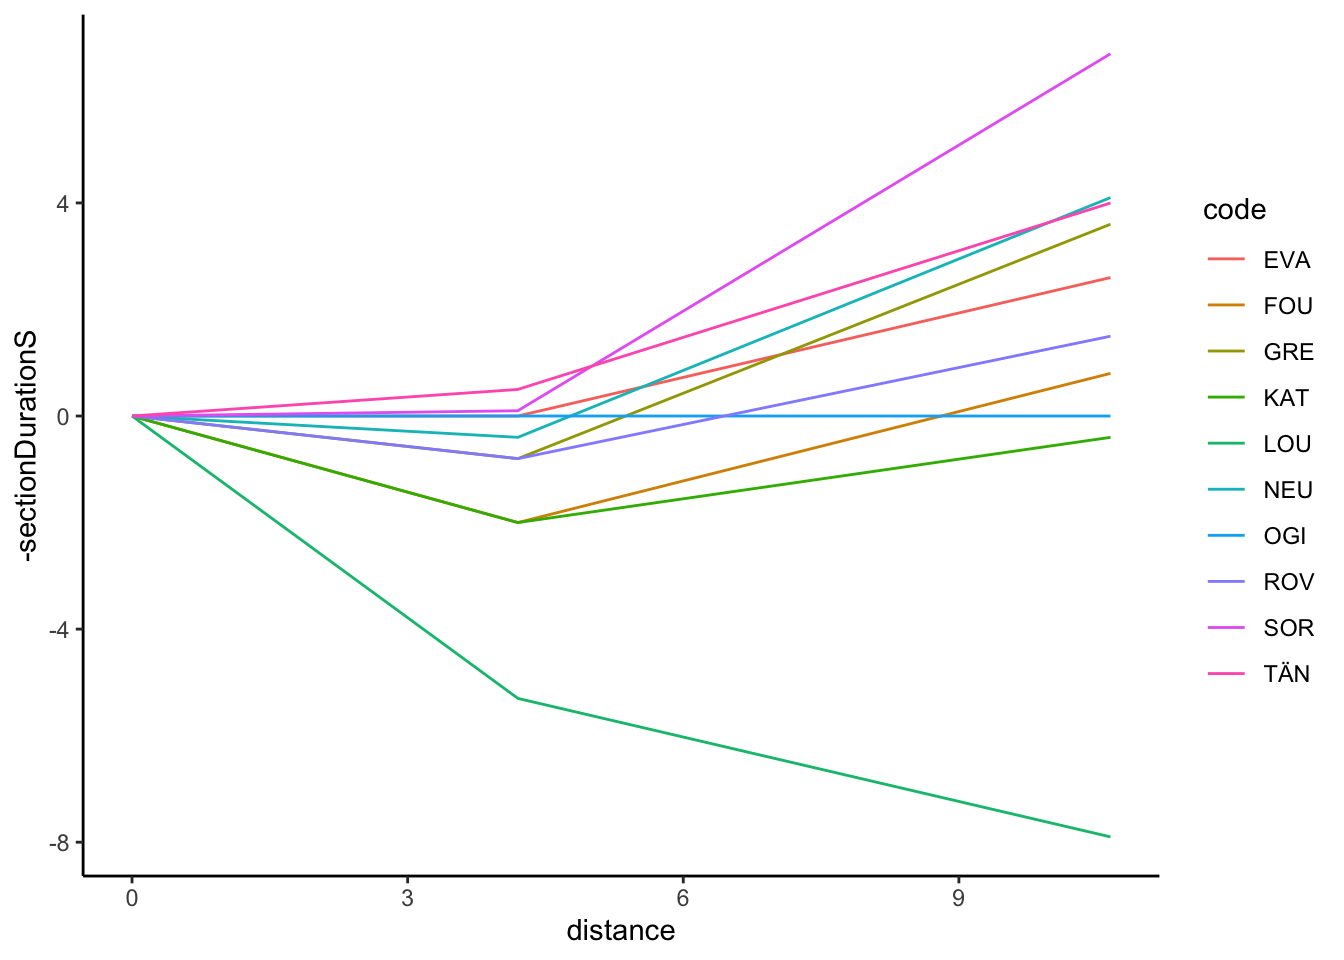 4
0
-4
-8
-sectionDurationS
0 3 6 9
distance
code
EVA
FOU
GRE
KAT
LOU
NEU
OGI
ROV
SOR
TÄN